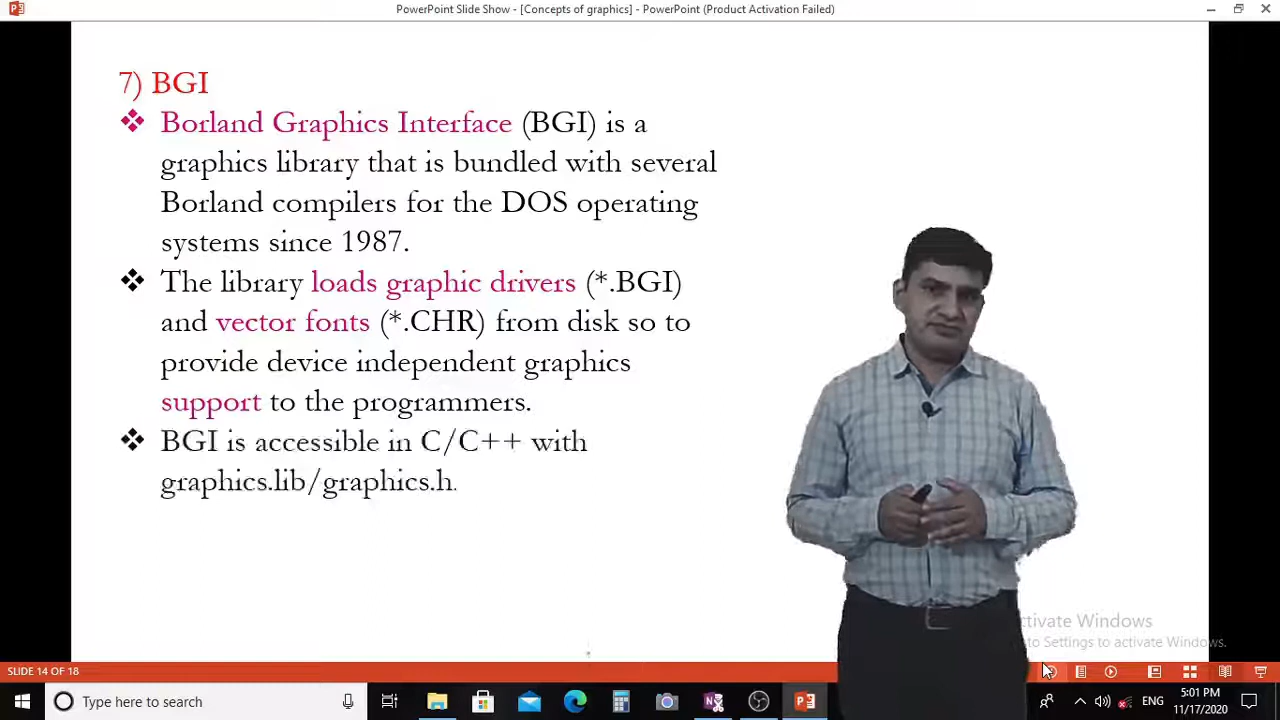 PowerPoint Slide Show - [Concepts of graphics] - PowerPoint (Product Activation Failed)
7) BGI
Borland Graphics Interface (BGI) is a
graphics library that is bundled with several
Borland compilers for the DOS operating
systems since 1987.
The library loads graphic drivers (*.BGI)
and vector fonts (*.CHR) from disk so to
provide device independent graphics
support to the programmers.
BGI is accessible in C/C++ with
graphics.lib/graphics.h.
ctivate Windows
to Settings to activate Windows.
SLIDE 14 OF 18
Type here to search
ENG
5:01 PM
11/17/2020